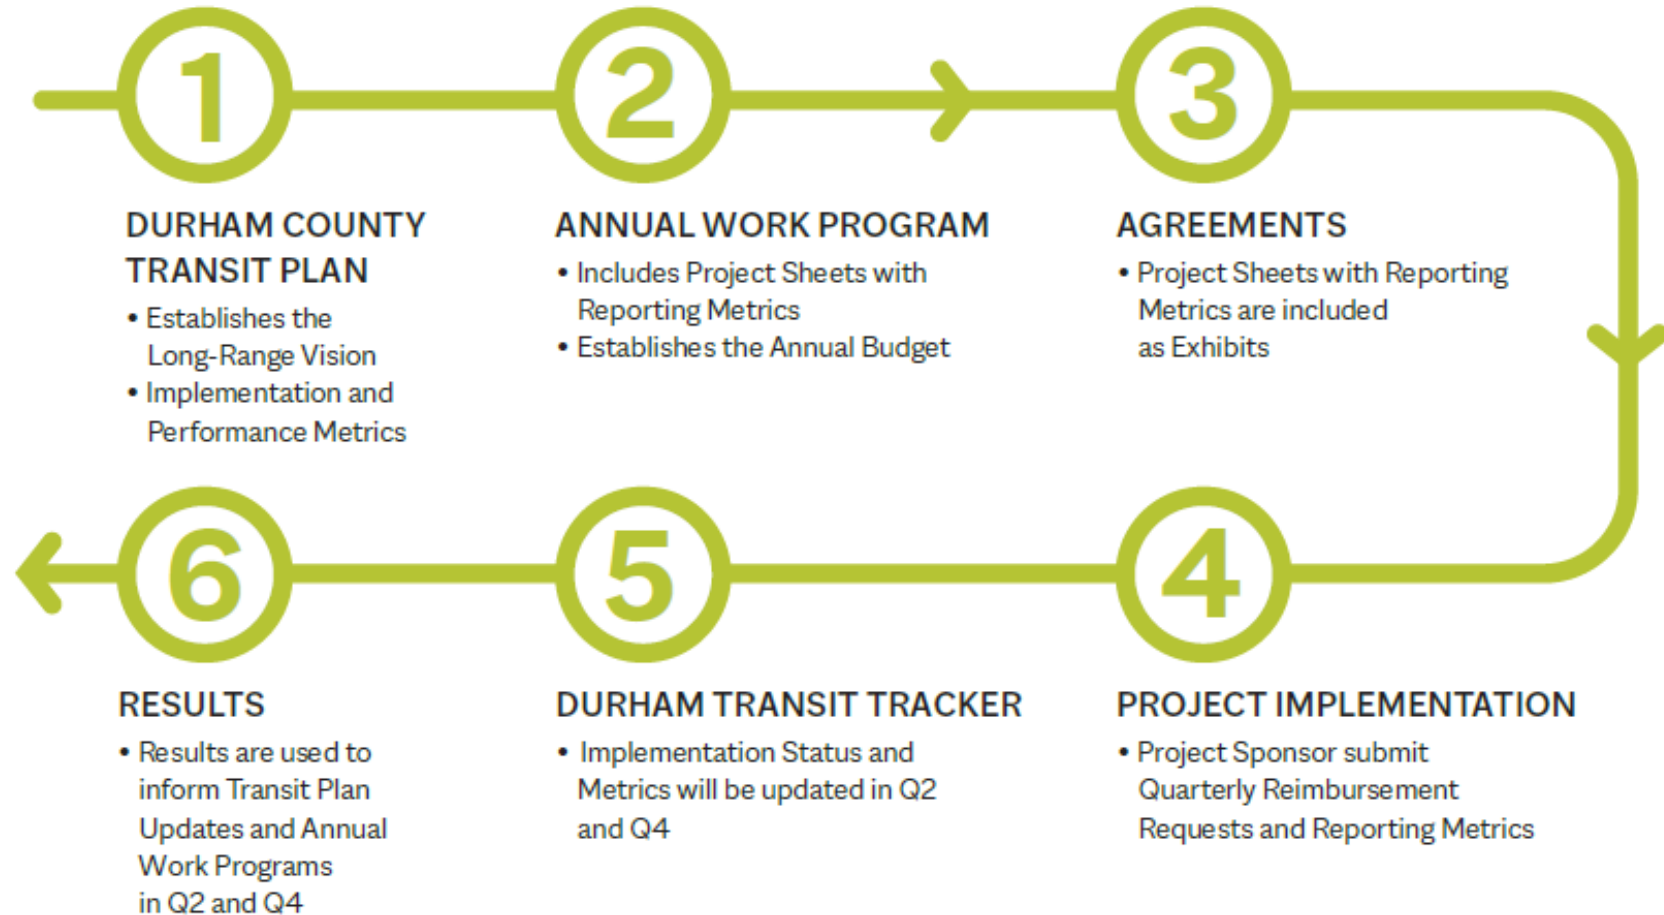 1
DURHAM COUNTY
TRANSIT PLAN
• Establishes the
Long-Range Vision
• Implementation and
Performance Metrics
2
ANNUAL WORK PROGRAM
• Includes Project Sheets with
Reporting Metrics
• Establishes the Annual Budget
3
AGREEMENTS
• Project Sheets with Reporting
Metrics are included
as Exhibits
4
PROJECT IMPLEMENTATION
• Project Sponsor submit
Quarterly Reimbursement
Requests and Reporting Metrics
5
DURHAM TRANSIT TRACKER
• Implementation Status and
Metrics will be updated in Q2
and Q4
6
RESULTS
• Results are used to
inform Transit Plan
Updates and Annual
Work Programs
in Q2 and Q4